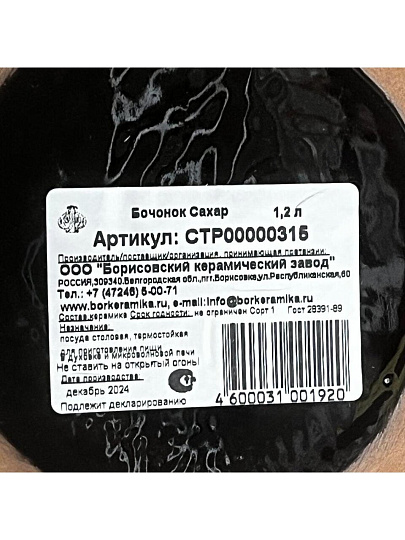 Бочонок Сахар 1,2 л
Артикул: СТР00000315
Производитель/поставщик/организация, принимающая претензии:
ООО "Борисовский керамический завод"
РОССИЯ,309340,Белгородская обл.,пгт.Борисовка,ул.Республиканская,60
Тел.: +7 (47246) 5-00-71
www.borkeramika.ru, e-mail:info@borkeramika.ru
Состав:керамика Срок годности: не ограничен Сорт 1 Гост 28391-89
Назначение:
посуда столовая, термостойкая
для приготовления пищи
в духовке и микроволновой печи
Не ставить на открытый огонь!
Дата производства:
декабрь 2024
Подлежит декларированию
4 600031 001920